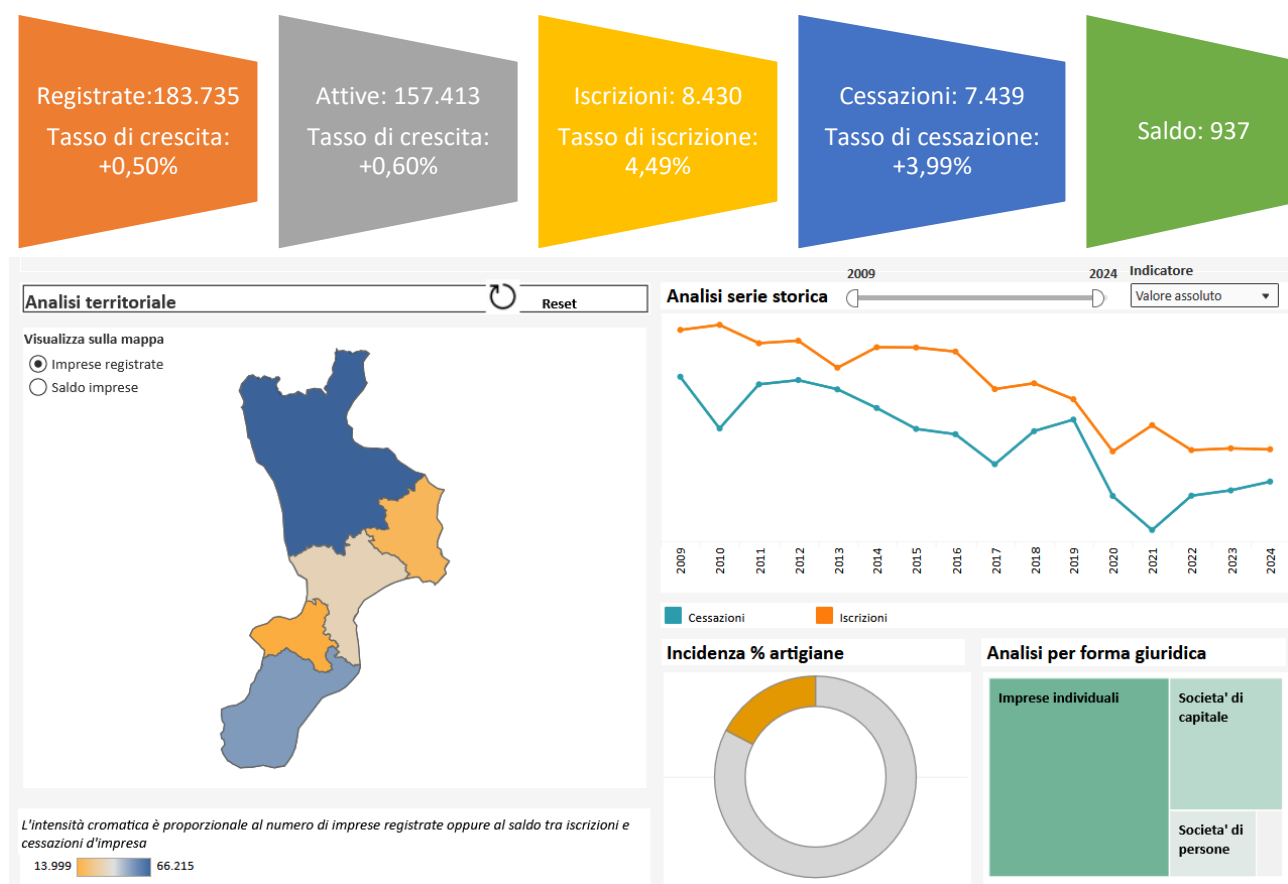 Registrate:183.735
Tasso di crescita:
+0,50%
Attive: 157.413
Tasso di crescita:
+0,60%
Iscrizioni: 8.430
Tasso di iscrizione:
4,49%
Cessazioni: 7.439
Tasso di cessazione:
+3,99%
Saldo: 937
Analisi territoriale
Reset
Visualizza sulla mappa
Imprese registrate
Saldo imprese
L'intensità cromatica è proporzionale al numero di imprese registrate oppure al saldo tra iscrizioni e
cessazioni d'impresa
13.999
66.215
Analisi serie storica
2009
2024
Indicatore
Valore assoluto
2009
2010
2011
2012
2013
2014
2015
2016
2017
2018
2019
2020
2021
2022
2023
2024
Cessazioni
Iscrizioni
Incidenza % artigiane
Analisi per forma giuridica
Imprese individuali
Societa' di
capitale
Societa' di
persone